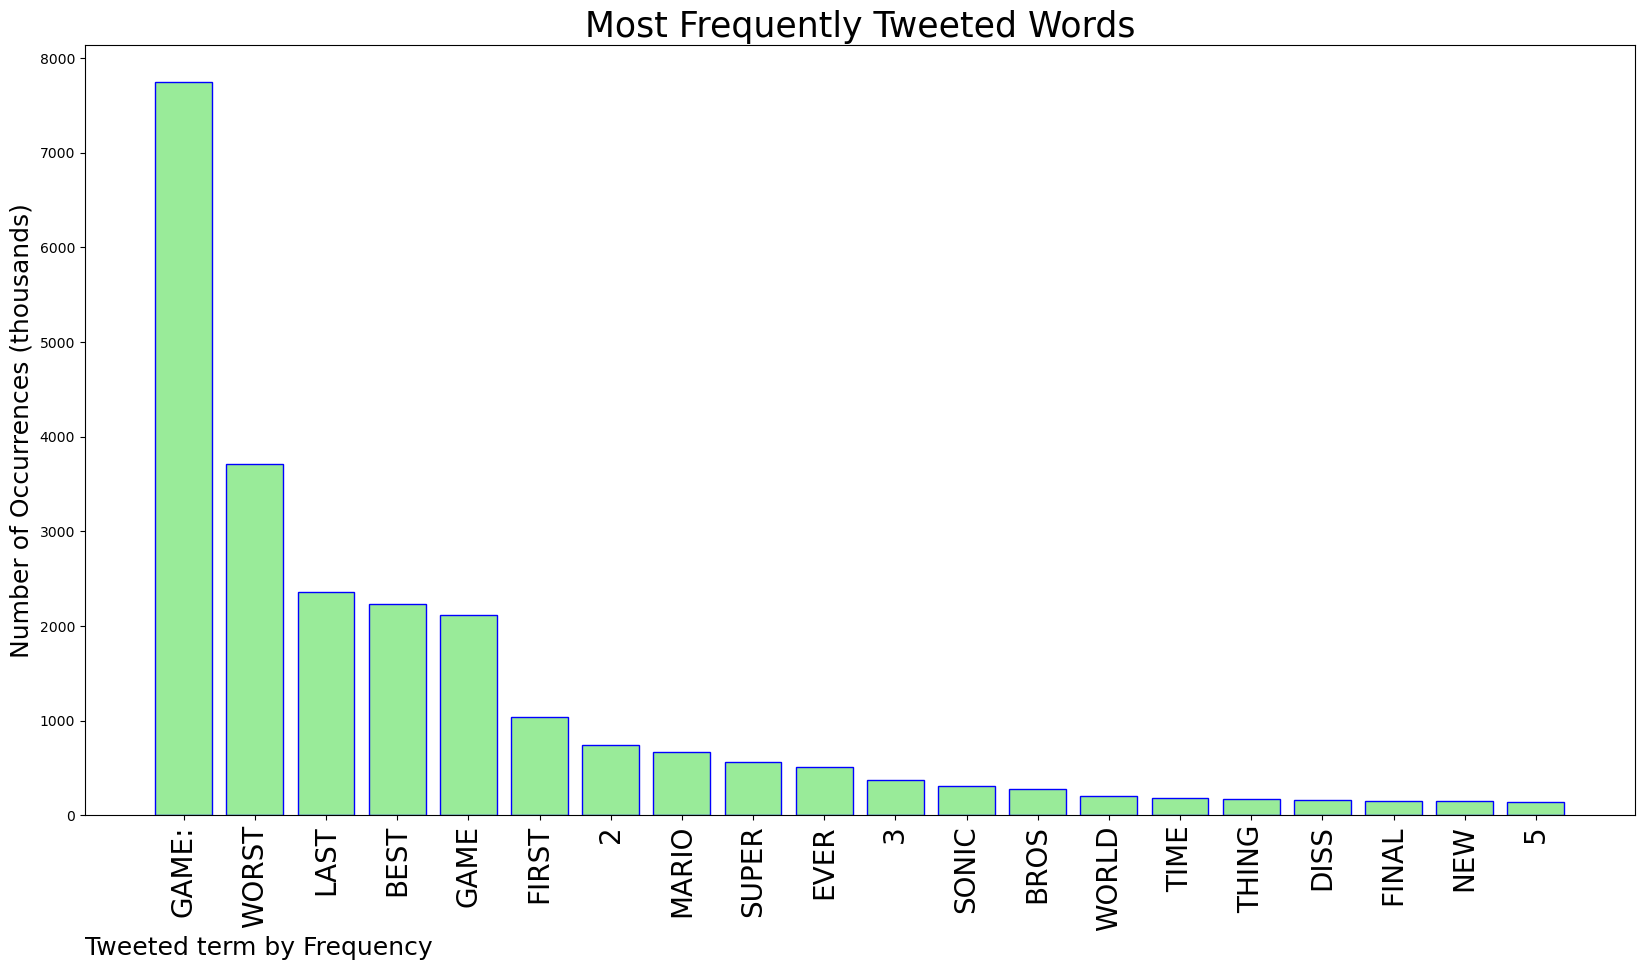 Most Frequently Tweeted Words
Number of Occurrences (thousands)
8000
7000
6000
5000
4000
3000
2000
1000
0
GAME:
WORST
LAST
BEST
GAME
FIRST
2
MARIO
SUPER
EVER
3
SONIC
BROS
WORLD
TIME
THING
DISS
FINAL
NEW
5
Tweeted term by Frequency